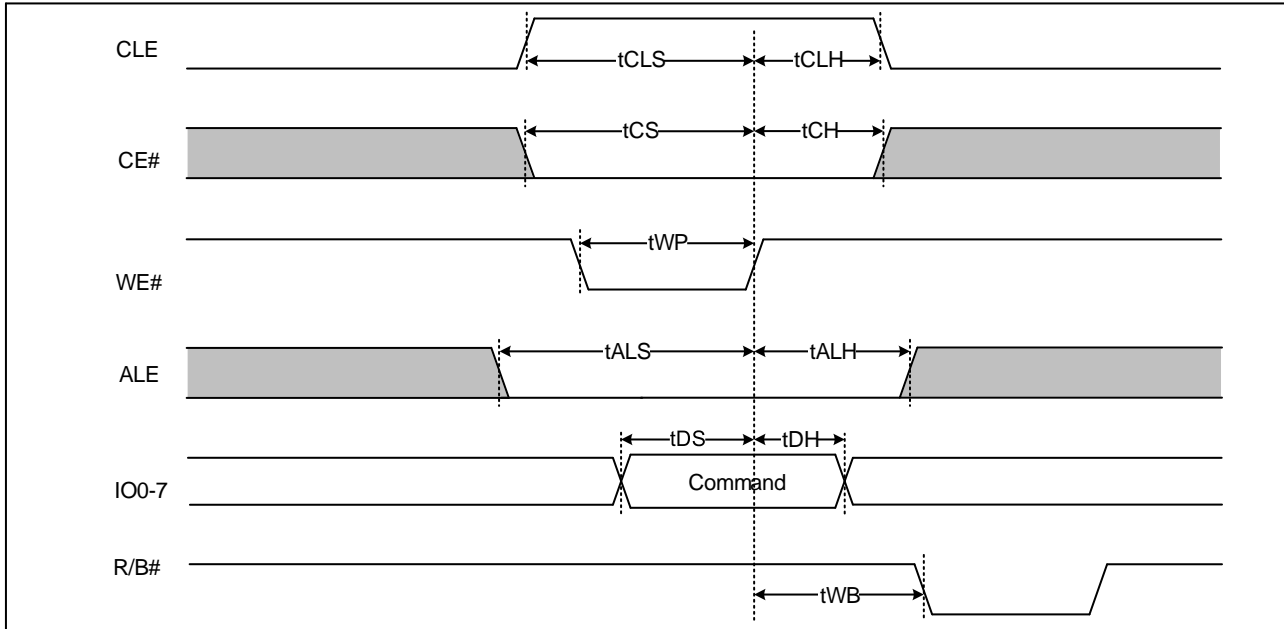 CLE
tCLS
tCLH
CE#
tCS
tCH
WE#
tWP
ALE
tALS
tALH
IO0-7
tDS
tDH
Command
R/B#
tWB